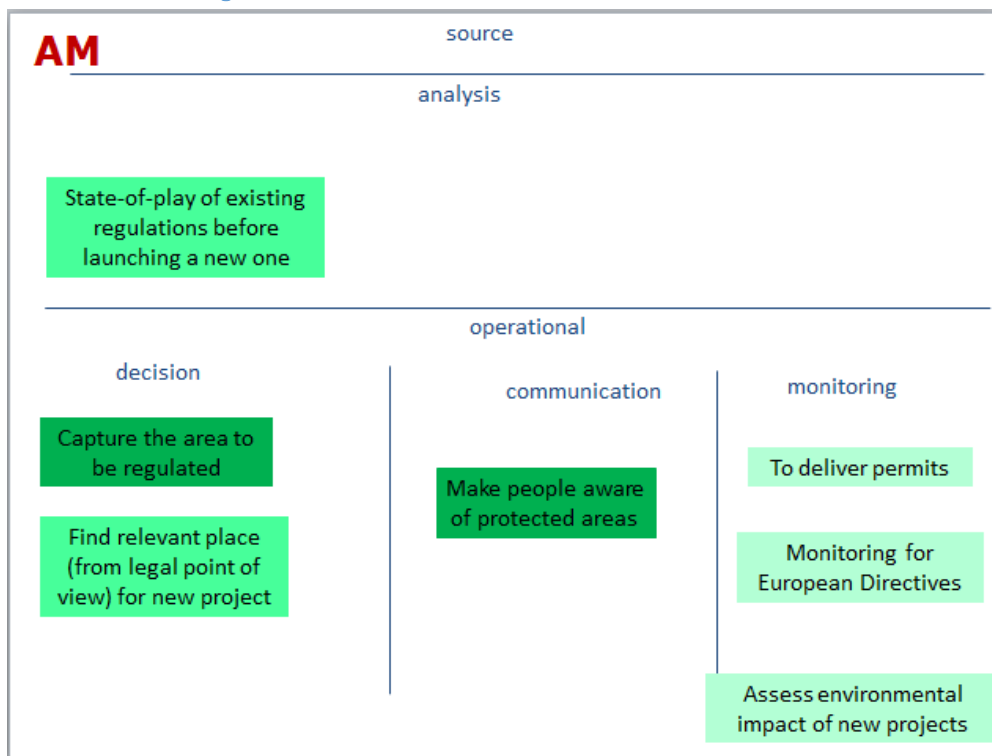 AM
source
analysis
State-of-play of existing
regulations before
launching a new one
operational
decision
communication
monitoring
Capture the area to
be regulated
Find relevant place
(from legal point of
view) for new project
Make people aware
of protected areas
To deliver permits
Monitoring for
European Directives
Assess environmental
impact of new projects